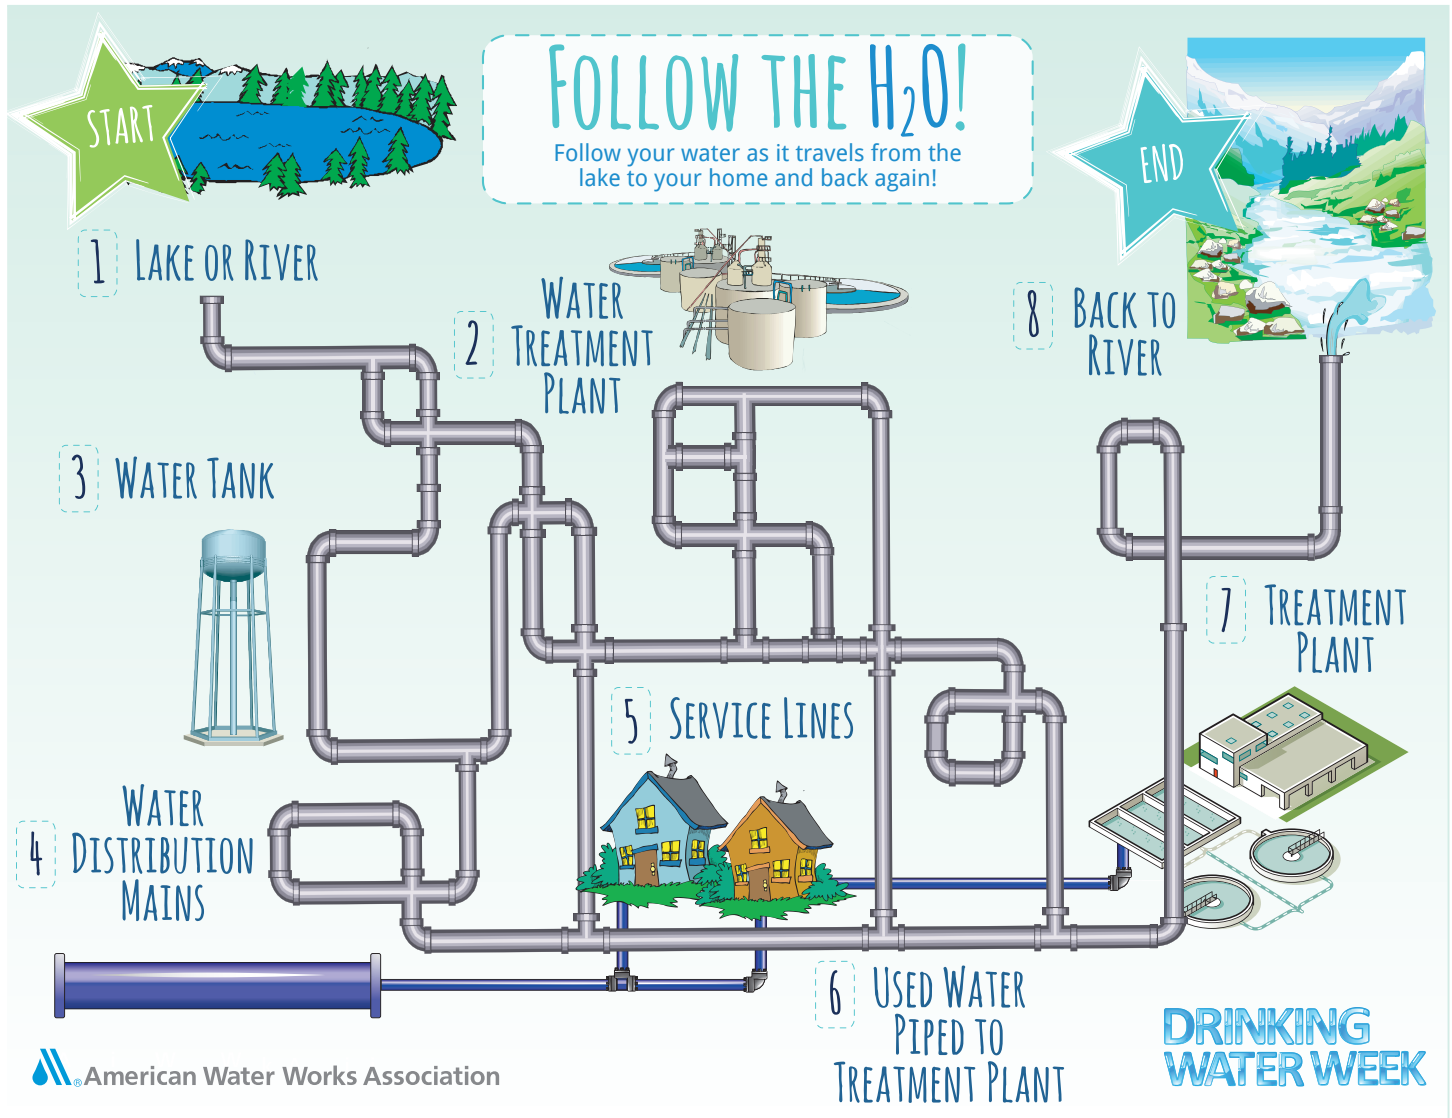 START
FOLLOW THE H2O!
Follow your water as it travels from the
lake to your home and back again!
END
1 LAKE OR RIVER
2 WATER
TREATMENT
PLANT
3 WATER TANK
4 WATER
DISTRIBUTION
MAINS
5 SERVICE LINES
6 USED WATER
PIPED TO
TREATMENT PLANT
7 TREATMENT
PLANT
8 BACK TO
RIVER
® American Water Works Association
DRINKING
WATER WEEK